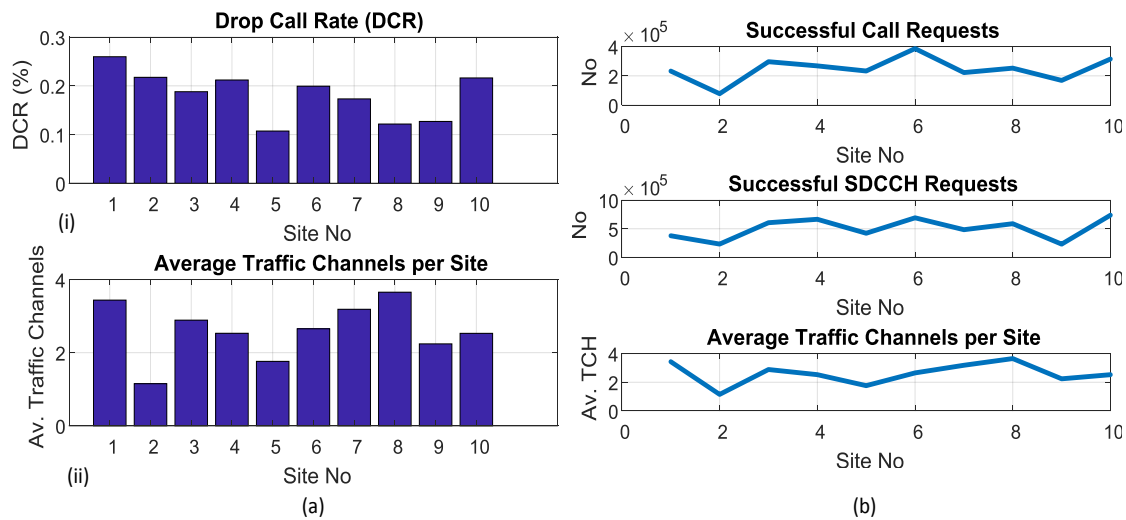 Drop Call Rate (DCR)
0.3
0.2
0.1
0
DCR (%)
1 2 3 4 5 6 7 8 9 10
Site No
(i)
Average Traffic Channels per Site
4
2
0
Av. Traffic Channels
1 2 3 4 5 6 7 8 9 10
Site No
(ii)
(a)
Successful Call Requests
× 10⁵
4
2
0
No
0 2 4 6 8 10
Site No
Successful SDCCH Requests
× 10⁵
10
5
0
No
0 2 4 6 8 10
Site No
Average Traffic Channels per Site
4
2
0
Av. TCH
0 2 4 6 8 10
Site No
(b)